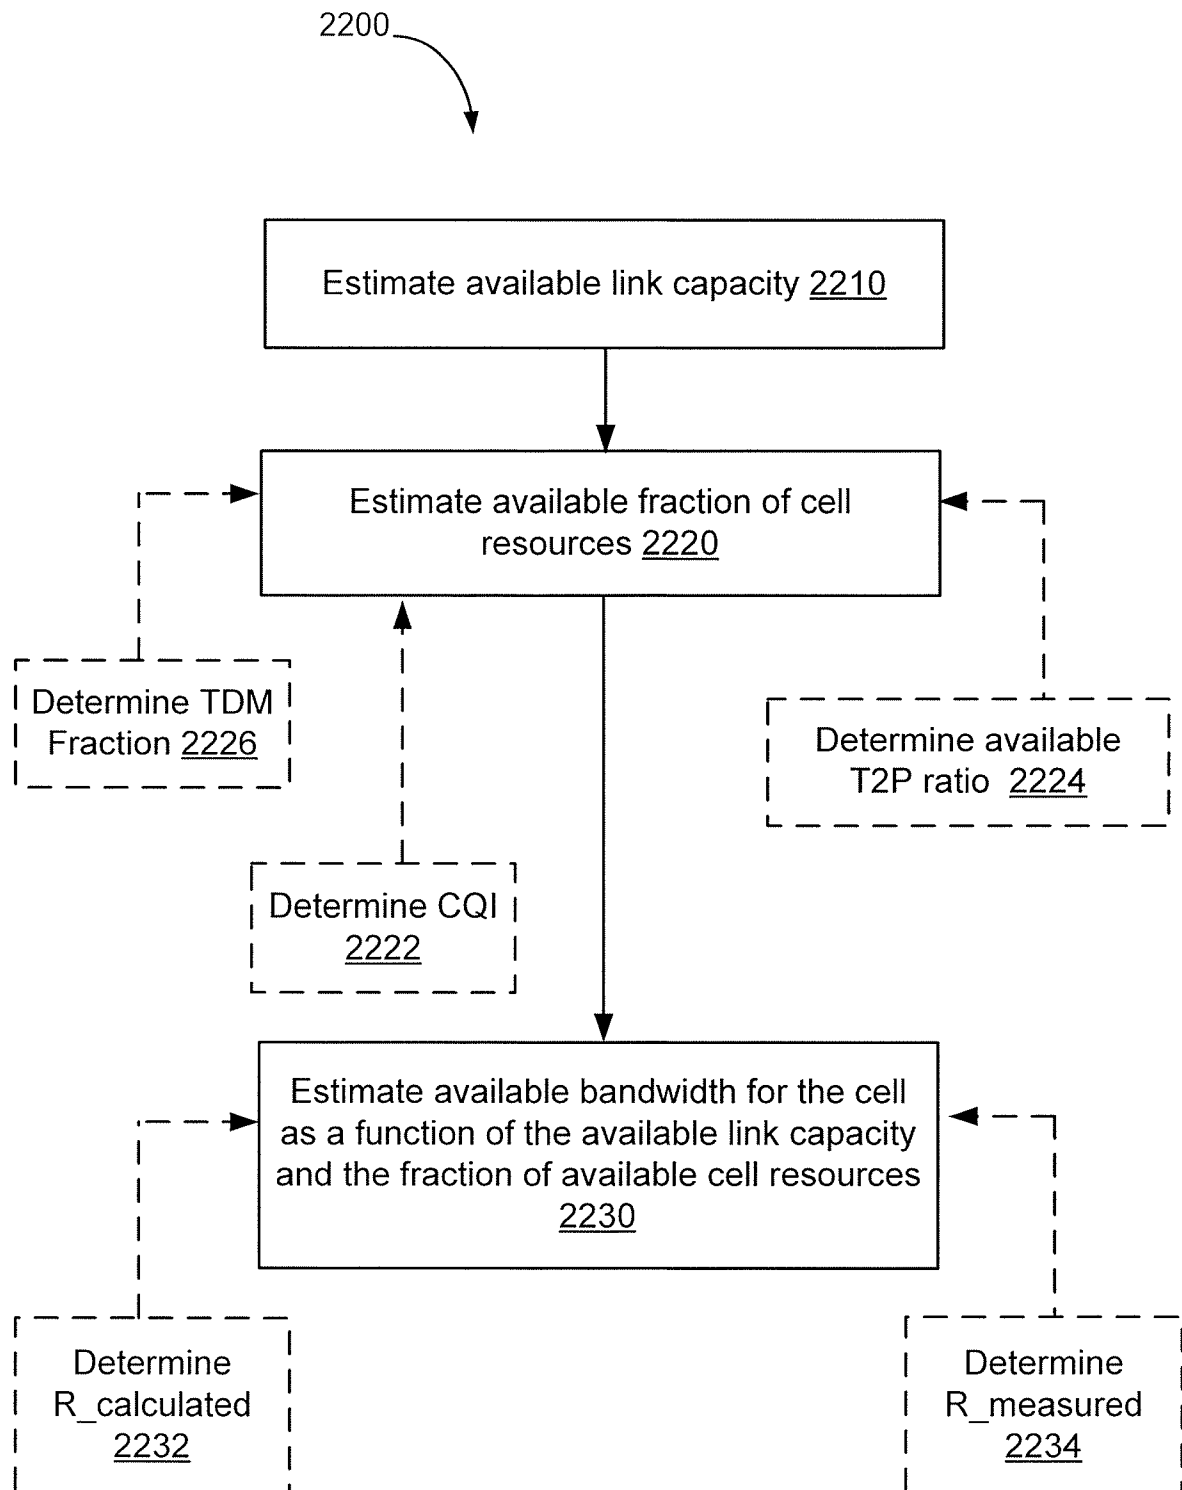 2200
Estimate available link capacity 2210
Estimate available fraction of cell
resources 2220
Determine TDM
Fraction 2226
Determine available
T2P ratio 2224
Determine CQI
2222
Estimate available bandwidth for the cell
as a function of the available link capacity
and the fraction of available cell resources
2230
Determine
R_calculated
2232
Determine
R_measured
2234